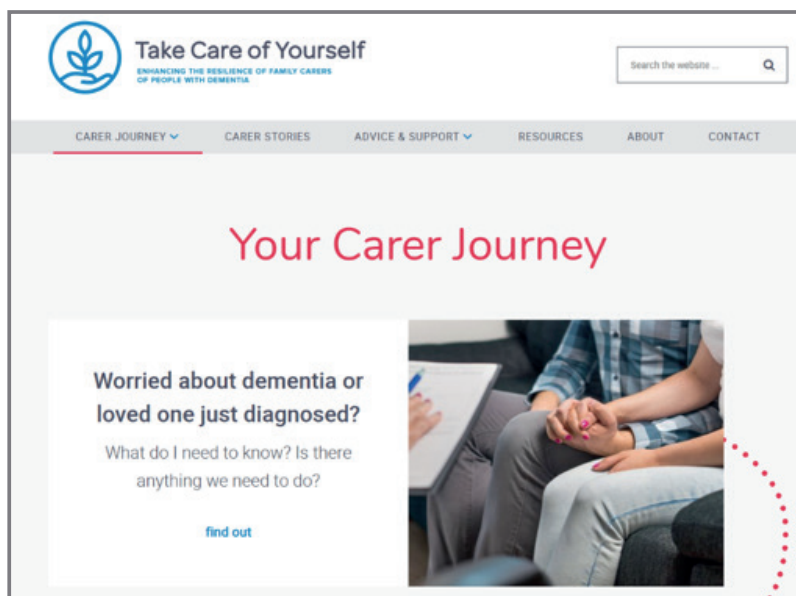 Take Care of Yourself
ENHANCING THE RESILIENCE OF FAMILY CARERS
OF PEOPLE WITH DEMENTIA
Search the website ...
CARER JOURNEY CARER STORIES ADVICE & SUPPORT RESOURCES ABOUT CONTACT
Your Carer Journey
Worried about dementia or
loved one just diagnosed?
What do I need to know? Is there
anything we need to do?
find out